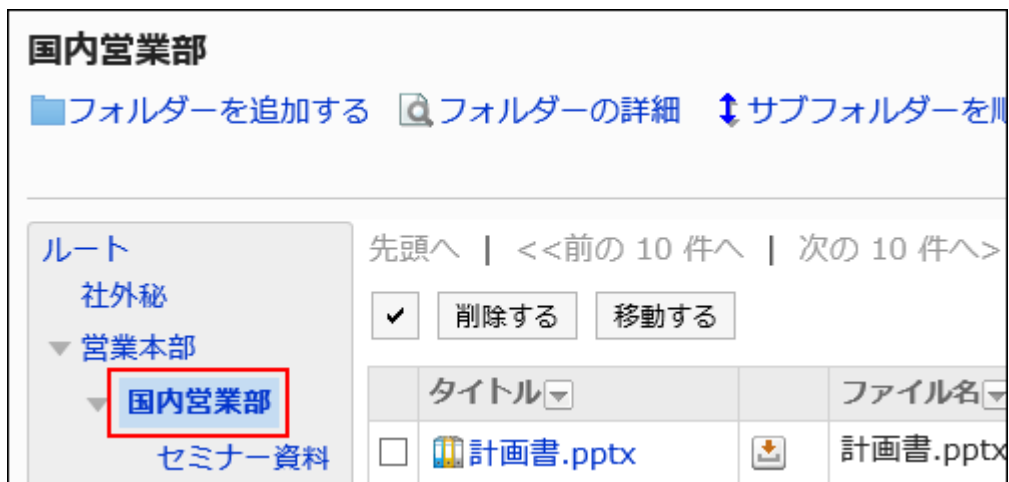 国内営業部
フォルダーを追加する フォルダーの詳細 サブフォルダーを
ルート
社外秘
営業本部
国内営業部
セミナー資料
先頭へ | <<前の 10 件へ | 次の 10 件へ>
削除する 移動する
タイトル ファイル名
計画書.pptx 計画書.pptx